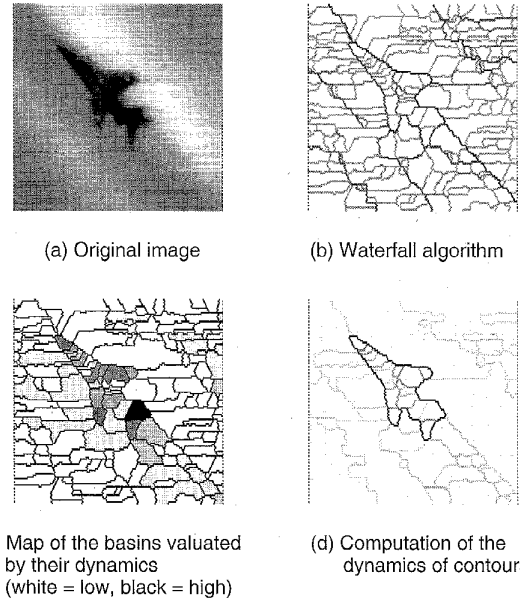 (a) Original image
(b) Waterfall algorithm
Map of the basins valuated
by their dynamics
(white = low, black = high)
(d) Computation of the
dynamics of contour